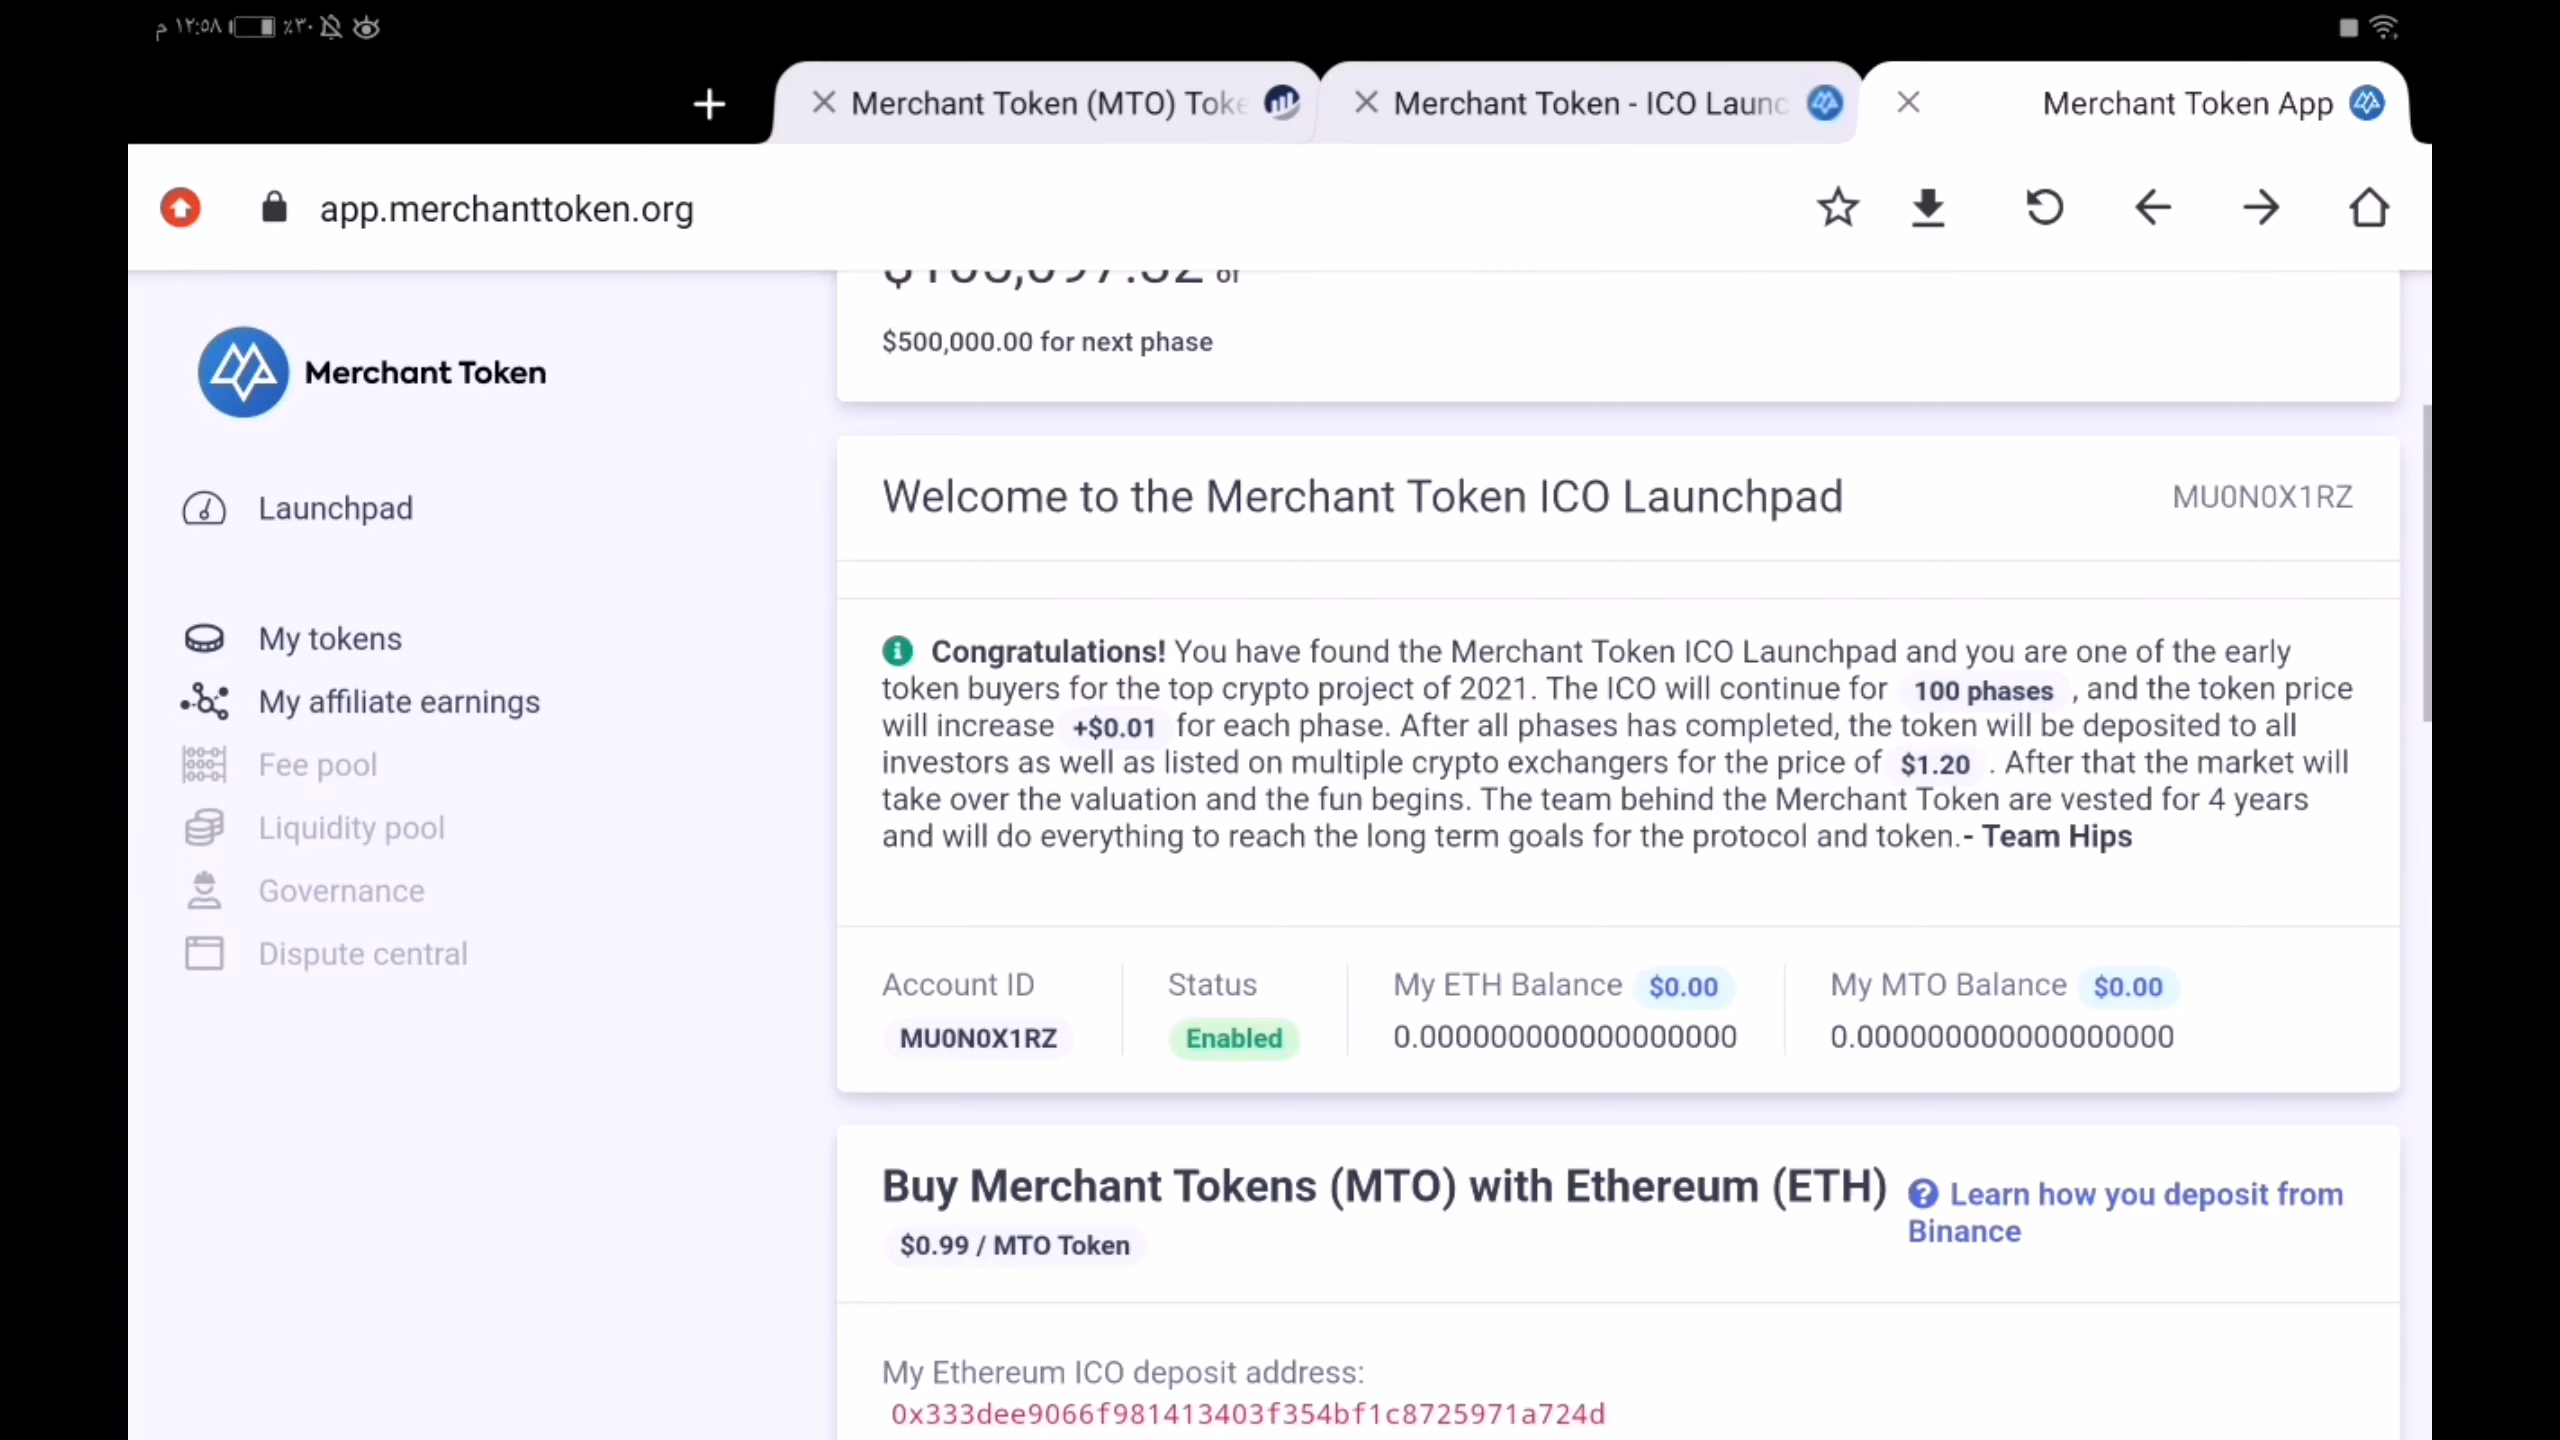 م ١٢:٥٨ ٪٣٠
Merchant Token (MTO) Toke
Merchant Token - ICO Launc
Merchant Token App
app.merchanttoken.org
or
$500,000.00 for next phase
Merchant Token
Launchpad
My tokens
My affiliate earnings
Fee pool
Liquidity pool
Governance
Dispute central
Welcome to the Merchant Token ICO Launchpad
MU0N0X1RZ
Congratulations! You have found the Merchant Token ICO Launchpad and you are one of the early
token buyers for the top crypto project of 2021. The ICO will continue for 100 phases , and the token price
will increase +$0.01 for each phase. After all phases has completed, the token will be deposited to all
investors as well as listed on multiple crypto exchangers for the price of $1.20 . After that the market will
take over the valuation and the fun begins. The team behind the Merchant Token are vested for 4 years
and will do everything to reach the long term goals for the protocol and token.- Team Hips
Account ID
MU0N0X1RZ
Status
Enabled
My ETH Balance $0.00
0.000000000000000000
My MTO Balance $0.00
0.000000000000000000
Buy Merchant Tokens (MTO) with Ethereum (ETH)
$0.99 / MTO Token
Learn how you deposit from
Binance
My Ethereum ICO deposit address:
0x333dee9066f981413403f354bf1c8725971a724d